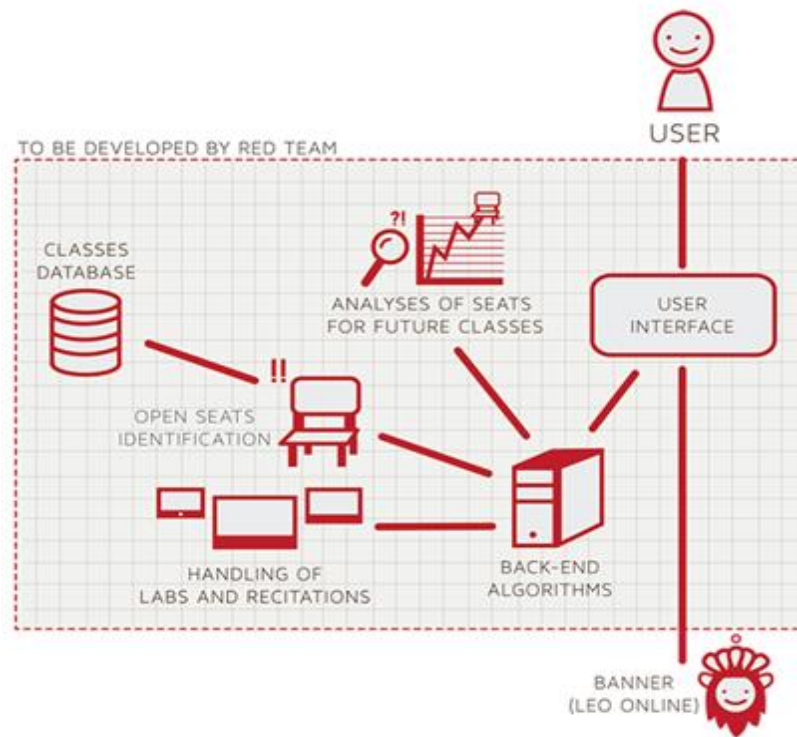 USER
TO BE DEVELOPED BY RED TEAM
CLASSES
DATABASE
?!
ANALYSES OF SEATS
FOR FUTURE CLASSES
USER
INTERFACE
!!
OPEN SEATS
IDENTIFICATION
HANDLING OF
LABS AND RECITATIONS
BACK-END
ALGORITHMS
BANNER
(LEO ONLINE)